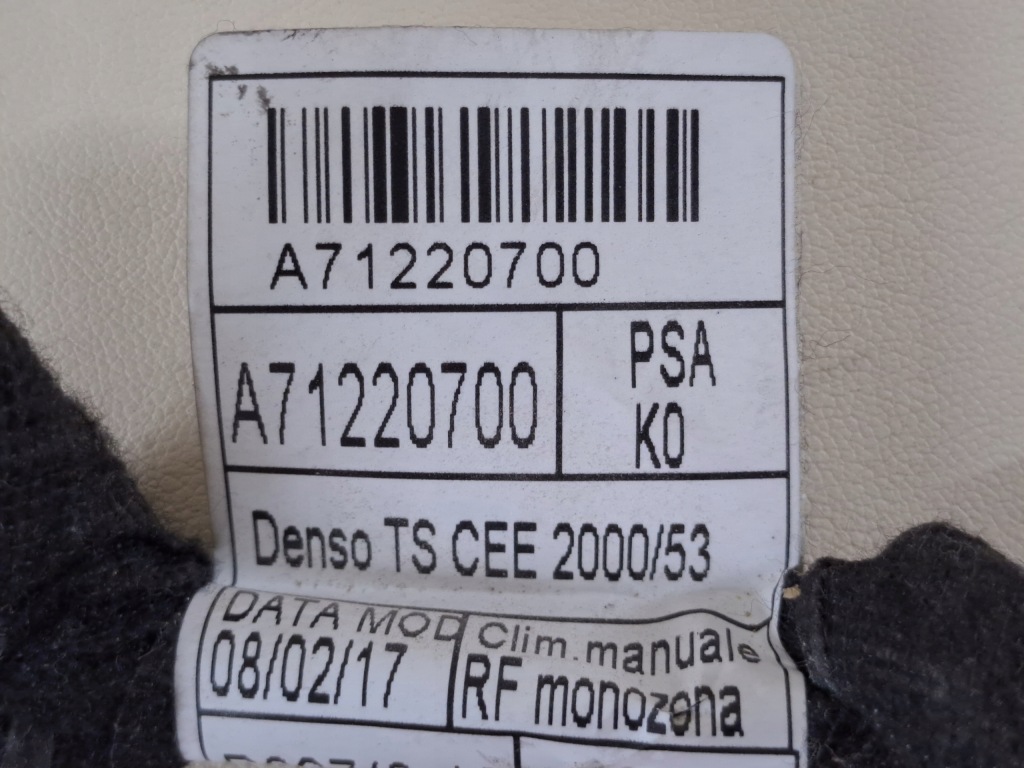 A71220700
A71220700
PSA
K0
Denso TS CEE 2000/53
DATA MOD
08/02/17
Clim.manuale
RF monozona